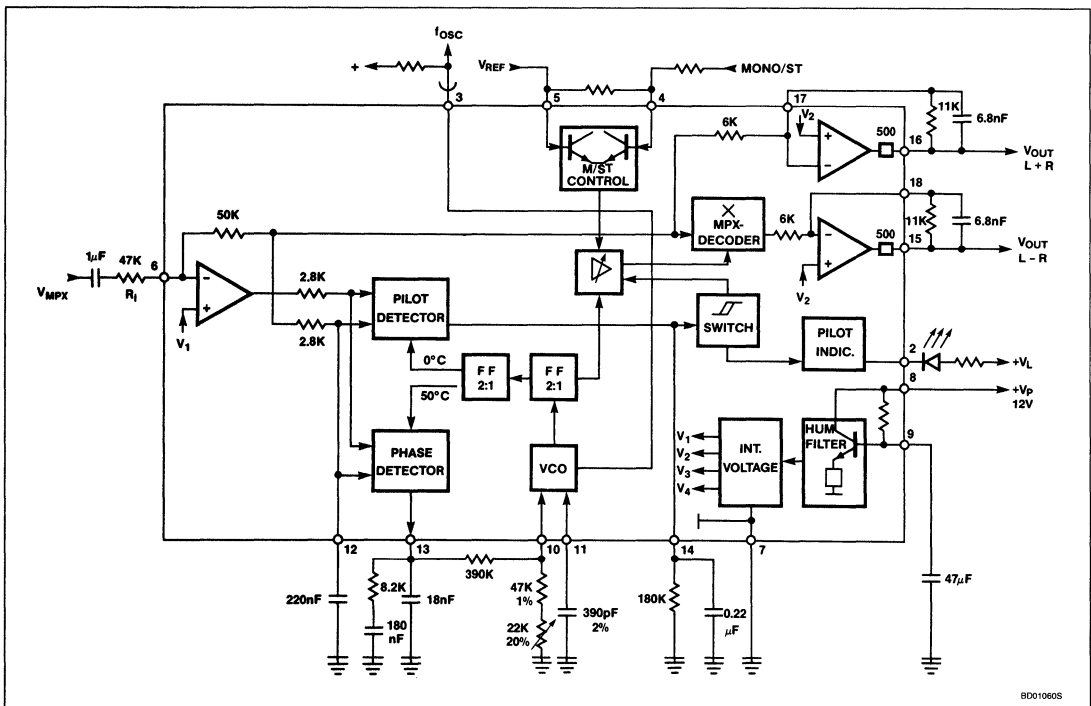 fOSC
+
VREF
MONO/ST
3
5
4
17
11K
6.8nF
V2
6K
+
−
500
16
VOUT
L + R
M/ST
CONTROL
18
50K
×
MPX-
DECODER
6K
−
+
500
11K
6.8nF
15
VOUT
L − R
V2
1μF
47K
6
VMPX
RI
−
+
V1
2.8K
2.8K
PILOT
DETECTOR
SWITCH
PILOT
INDIC.
2
+VL
0°C
F F
2:1
F F
2:1
50°C
8
+VP
12V
HUM
FILTER
9
PHASE
DETECTOR
VCO
V1
V2
V3
V4
INT.
VOLTAGE
12
13
10
11
14
7
390K
220nF
8.2K
18nF
180
nF
47K
1%
22K
20%
390pF
2%
180K
0.22
μF
47μF
BD01060S